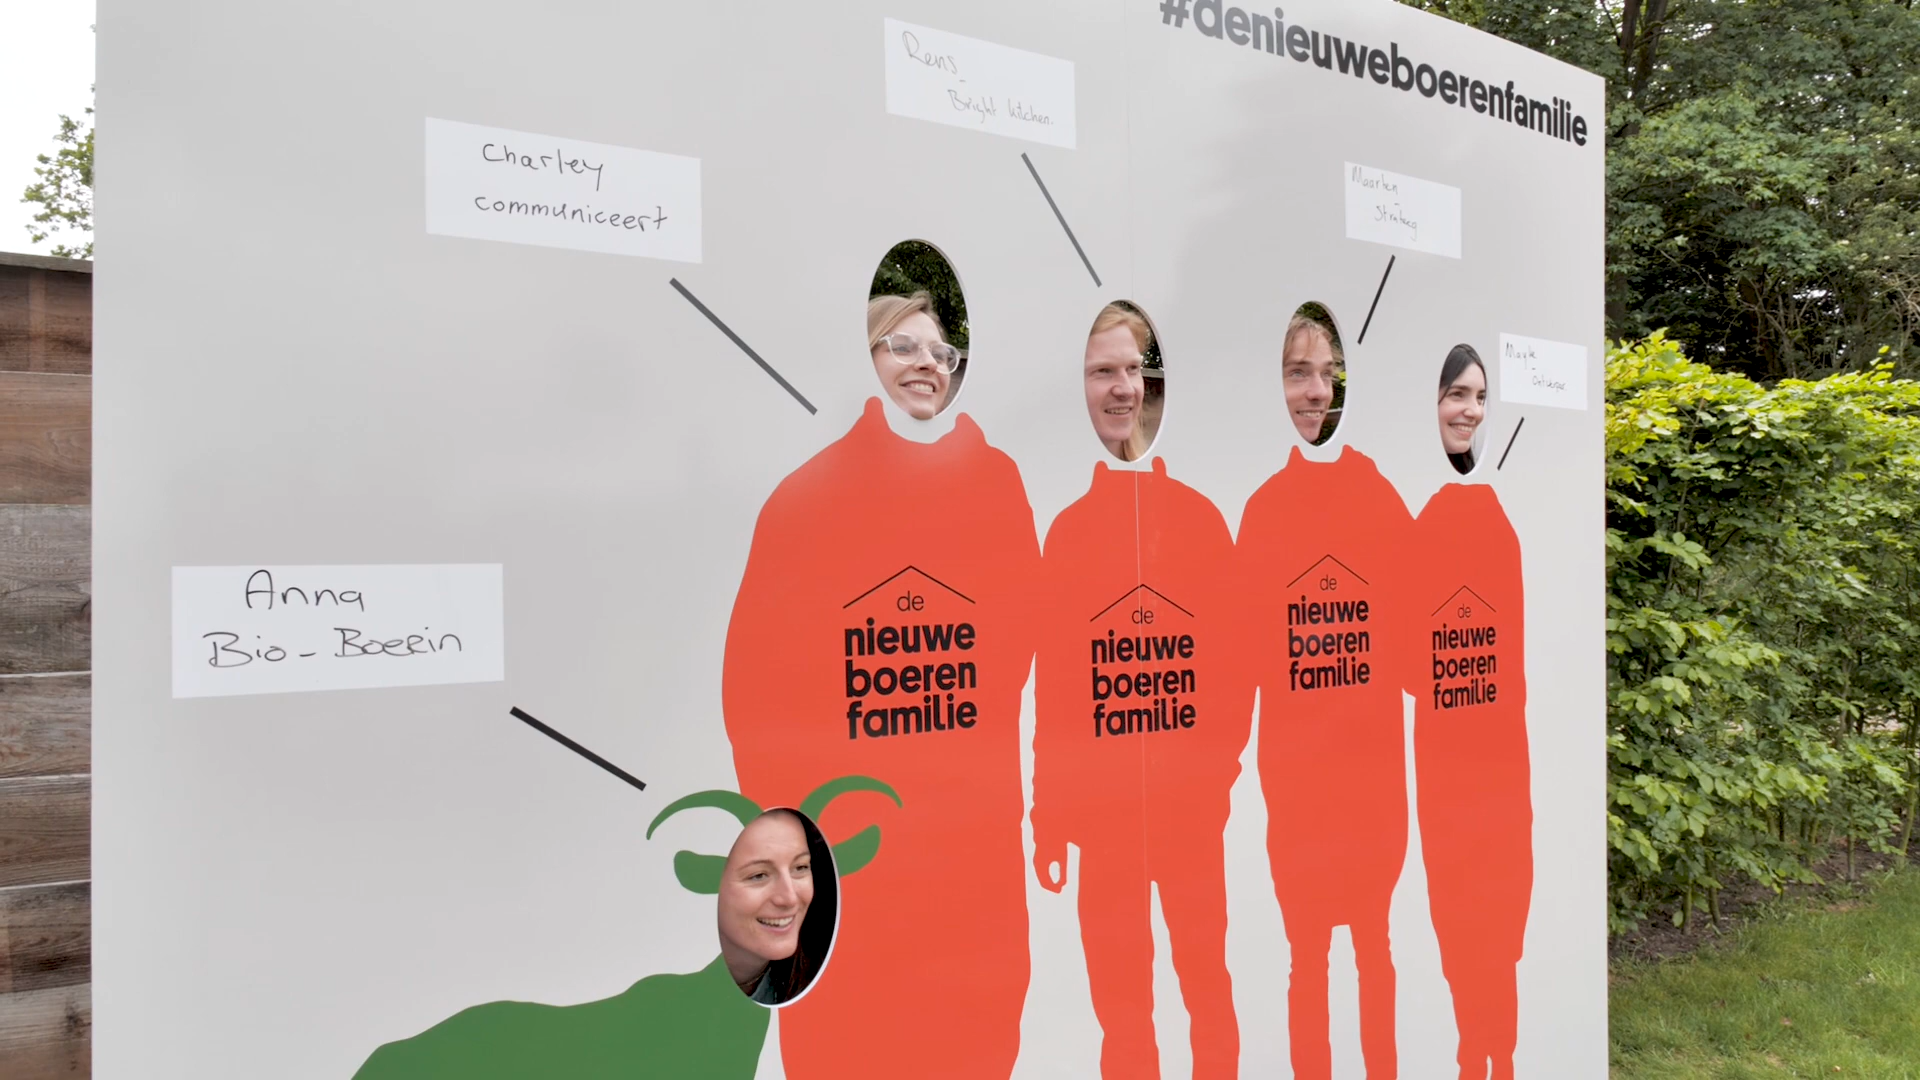 #denieuweboerenfamilie
Rens
-
Bright kitchen.
Charley
communiceert
Maarten
-
Strateeg
Anna
Bio-Boerin
de
nieuwe
boeren
familie
de
nieuwe
boeren
familie
de
nieuwe
boeren
familie
de
nieuwe
boeren
familie